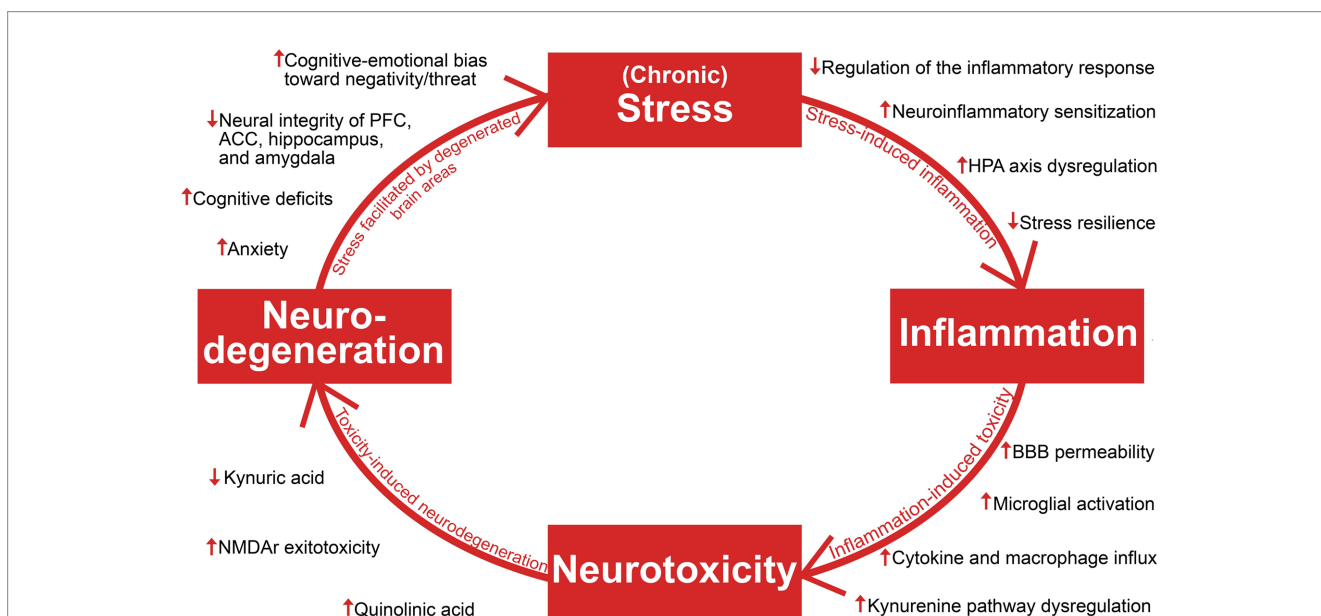 (Chronic)
Stress
↓Regulation of the inflammatory response
↑Neuroinflammatory sensitization
↑HPA axis dysregulation
↓Stress resilience
Stress-induced inflammation
Inflammation
↑BBB permeability
↑Microglial activation
↑Cytokine and macrophage influx
↑Kynurenine pathway dysregulation
Inflammation-induced toxicity
Neurotoxicity
↑Quinolinic acid
↑NMDAr exitotoxicity
↓Kynuric acid
Toxicity-induced neurodegeneration
Neuro-
degeneration
↑Anxiety
↑Cognitive deficits
↓Neural integrity of PFC,
ACC, hippocampus,
and amygdala
↑Cognitive-emotional bias
toward negativity/threat
Stress facilitated by degenerated
brain areas